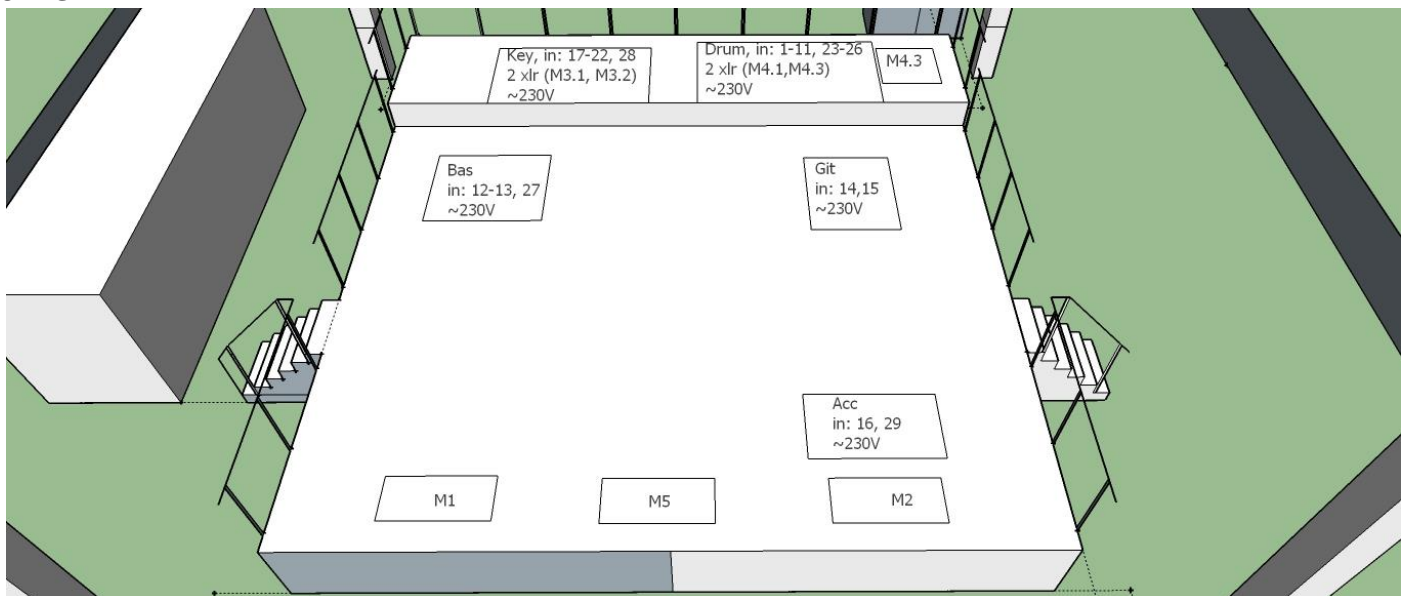 Key, in: 17-22, 28
2 xlr (M3.1, M3.2)
~230V
Drum, in: 1-11, 23-26
2 xlr (M4.1,M4.3)
~230V
M4.3
Bas
in: 12-13, 27
~230V
Git
in: 14,15
~230V
Acc
in: 16, 29
~230V
M1
M5
M2